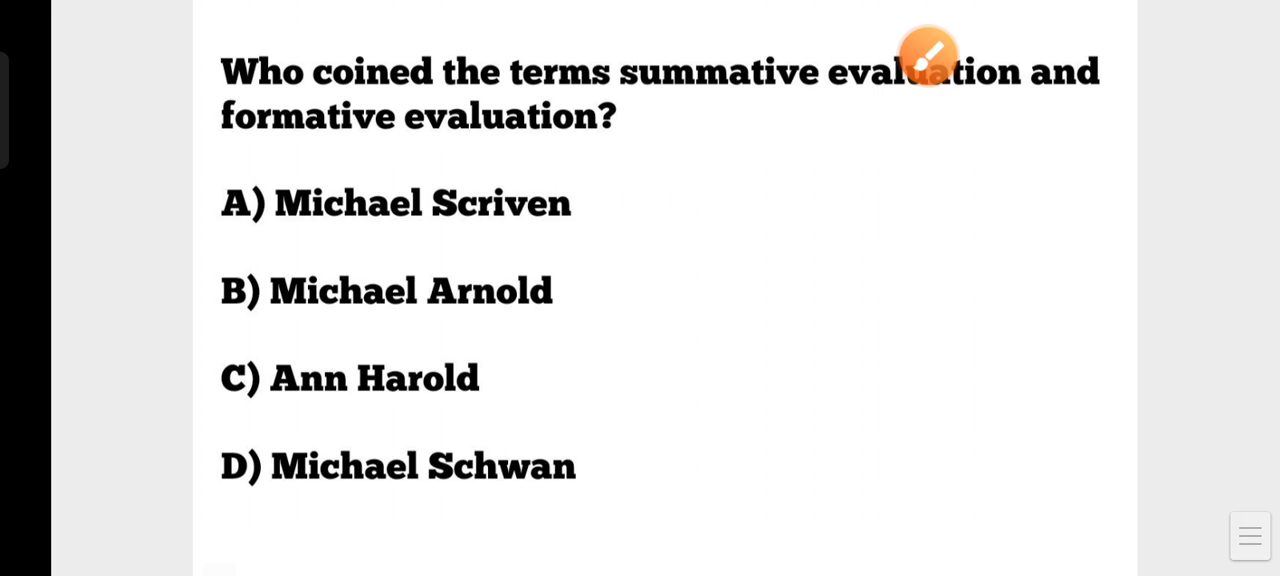 Who coined the terms summative evaluation and
formative evaluation?
A) Michael Scriven
B) Michael Arnold
C) Ann Harold
D) Michael Schwan